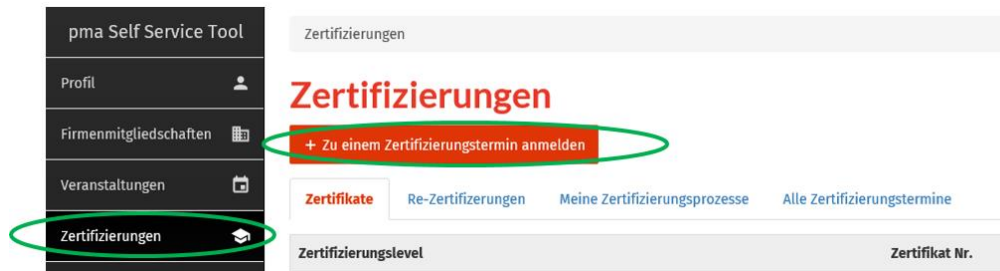 pma Self Service Tool
Profil
Firmenmitgliedschaften
Veranstaltungen
Zertifizierungen
Zertifizierungen
Zertifizierungen
+ Zu einem Zertifizierungstermin anmelden
Zertifikate Re-Zertifizerungen Meine Zertifizierungsprozesse Alle Zertifizierungstermine
Zertifizierungslevel Zertifikat Nr.